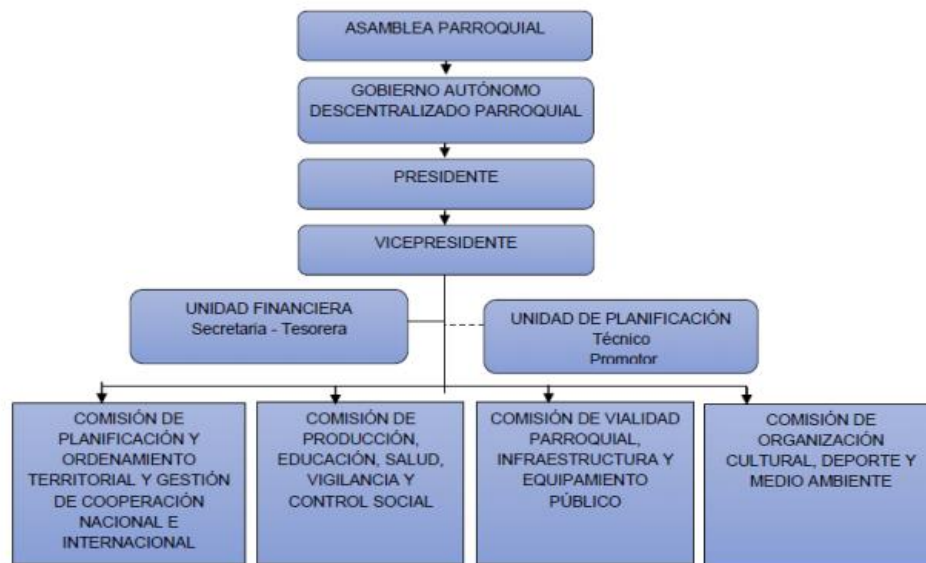 ASAMBLEA PARROQUIAL
GOBIERNO AUTÓNOMO
DESCENTRALIZADO PARROQUIAL
PRESIDENTE
VICEPRESIDENTE
UNIDAD FINANCIERA
Secretaria - Tesorera
UNIDAD DE PLANIFICACIÓN
Técnico
Promotor
COMISIÓN DE
PLANIFICACIÓN Y
ORDENAMIENTO
TERRITORIAL Y GESTIÓN
DE COOPERACIÓN
NACIONAL E
INTERNACIONAL
COMISIÓN DE
PRODUCCIÓN,
EDUCACIÓN, SALUD,
VIGILANCIA Y
CONTROL SOCIAL
COMISIÓN DE VIALIDAD
PARROQUIAL,
INFRAESTRUCTURA Y
EQUIPAMIENTO
PÚBLICO
COMISIÓN DE
ORGANIZACIÓN
CULTURAL, DEPORTE Y
MEDIO AMBIENTE